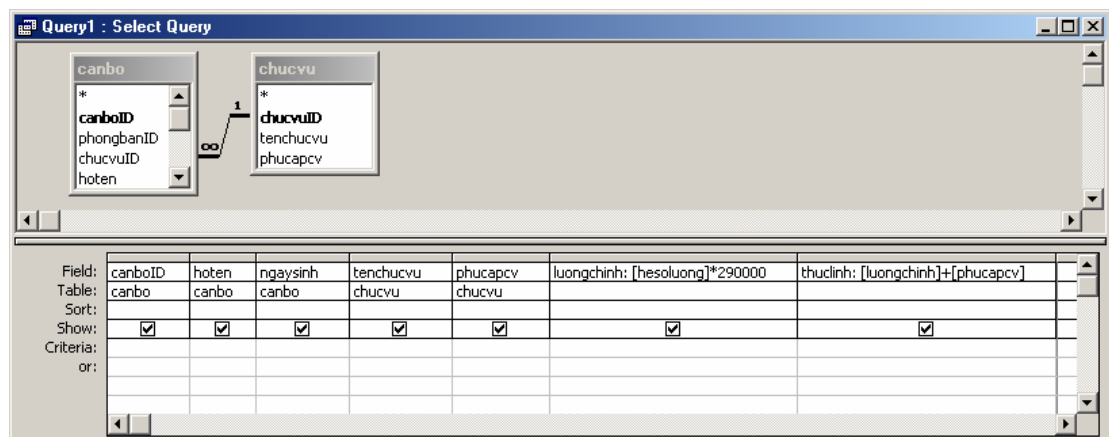 Query1 : Select Query
canbo
*
canboID
phongbanID
chucvuID
hoten
∞
1
chucvu
*
chucvuID
tenchucvu
phucapcv
Field: canboID hoten ngaysinh tenchucvu phucapcv luongchinh: [hesoluong]*290000 thuclinh: [luongchinh]+[phucapcv]
Table: canbo canbo canbo chucvu chucvu
Sort:
Show:
Criteria:
or: